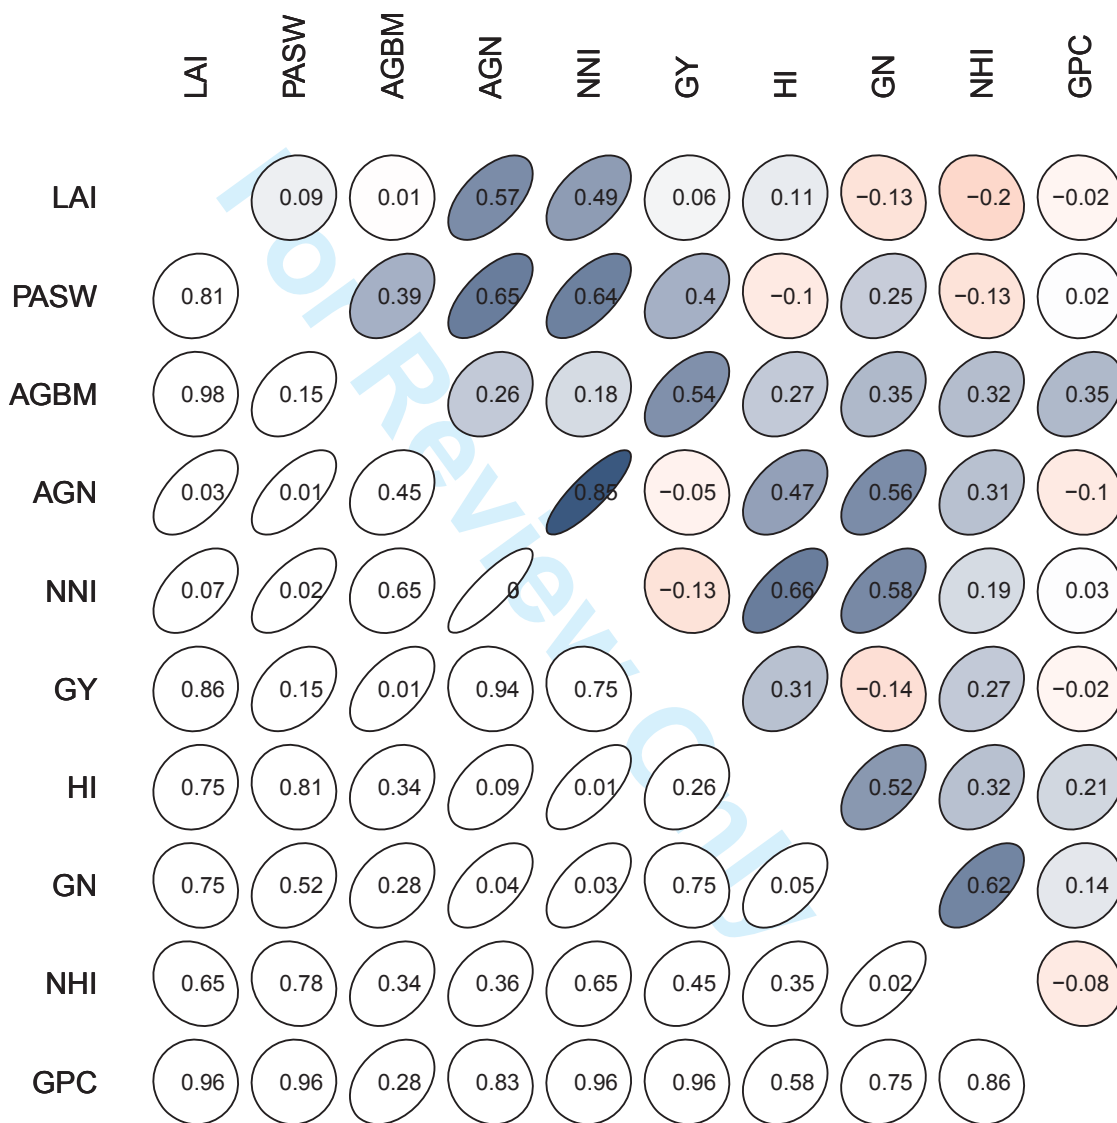 LAI PASW AGBM AGN NNI GY HI GN NHI GPC
LAI 0.09 0.01 0.57 0.49 0.06 0.11 −0.13 −0.2 −0.02
PASW 0.81 0.39 0.65 0.64 0.4 −0.1 0.25 −0.13 0.02
AGBM 0.98 0.15 0.26 0.18 0.54 0.27 0.35 0.32 0.35
AGN 0.03 0.01 0.45 0.85 −0.05 0.47 0.56 0.31 −0.1
NNI 0.07 0.02 0.65 0 −0.13 0.66 0.58 0.19 0.03
GY 0.86 0.15 0.01 0.94 0.75 0.31 −0.14 0.27 −0.02
HI 0.75 0.81 0.34 0.09 0.01 0.26 0.52 0.32 0.21
GN 0.75 0.52 0.28 0.04 0.03 0.75 0.05 0.62 0.14
NHI 0.65 0.78 0.34 0.36 0.65 0.45 0.35 0.02 −0.08
GPC 0.96 0.96 0.28 0.83 0.96 0.96 0.58 0.75 0.86
For Review Only